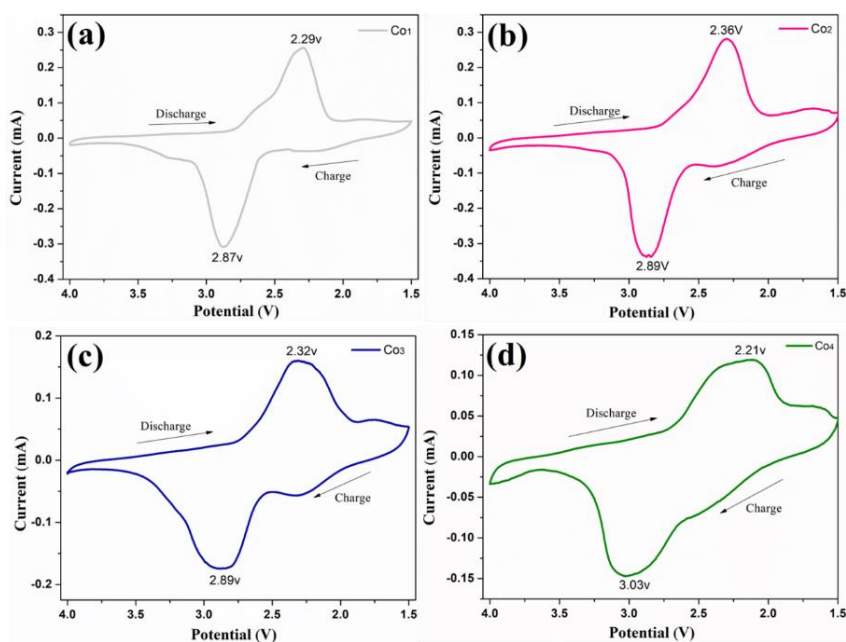 (a)
2.29v
Co1
Discharge
Charge
2.87v
0.3
0.2
0.1
0.0
-0.1
-0.2
-0.3
-0.4
Current (mA)
4.0 3.5 3.0 2.5 2.0 1.5
Potential (V)
(b)
2.36V
Co2
Discharge
Charge
2.89V
0.3
0.2
0.1
0.0
-0.1
-0.2
-0.3
-0.4
Current (mA)
4.0 3.5 3.0 2.5 2.0 1.5
Potential (V)
(c)
2.32v
Co3
Discharge
Charge
2.89v
0.2
0.1
0.0
-0.1
0.2
Current (mA)
4.0 3.5 3.0 2.5 2.0 1.5
Potential (V)
(d)
2.21v
Co4
Discharge
Charge
3.03v
0.15
0.10
0.05
0.00
-0.05
-0.10
-0.15
Current (mA)
4.0 3.5 3.0 2.5 2.0 1.5
Potential (V)